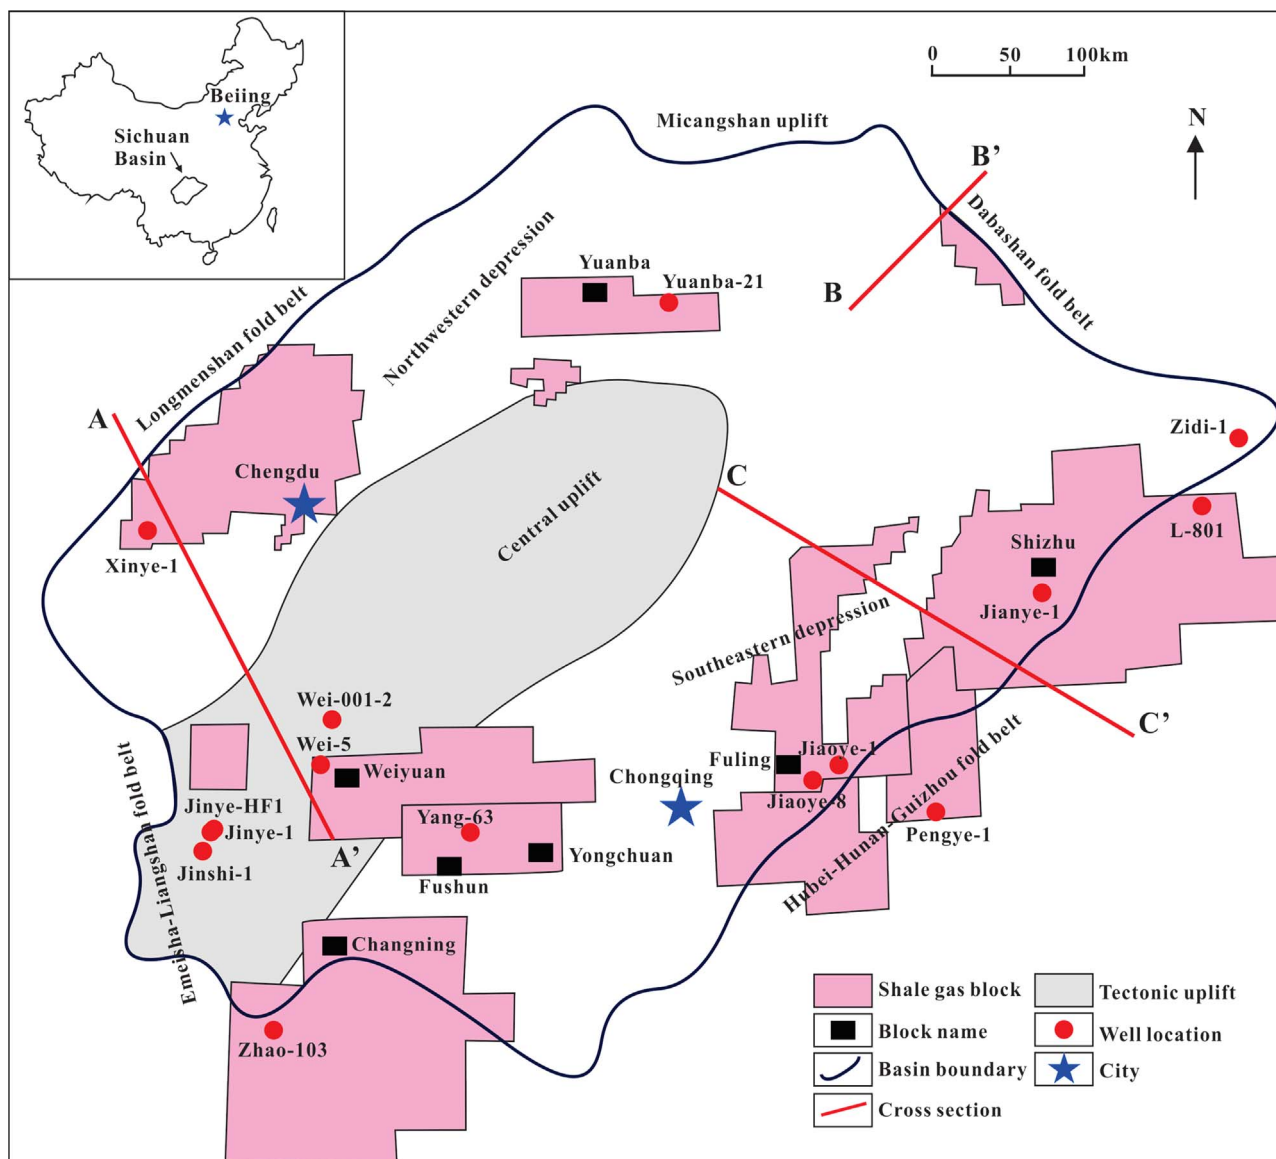 0 50 100km
Beiing
Sichuan
Basin
Micangshan uplift
N
B’
Dabashan fold belt
B
Yuanba
Yuanba-21
Northwestern depression
Longmenshan fold belt
A
Chengdu
Xinye-1
Central uplift
C
Zidi-1
L-801
Shizhu
Jianye-1
Southeastern depression
C’
Wei-001-2
Wei-5
Weiyuan
Jinye-HF1
Jinye-1
Jinshi-1
A’
Emeisha-Liangshan fold belt
Yang-63
Fushun
Yongchuan
Chongqing
Fuling
Jiaoye-1
Jiaoye-8
Pengye-1
Hubei-Hunan-Guizhou fold belt
Changning
Zhao-103
Shale gas block
Tectonic uplift
Block name
Well location
Basin boundary
City
Cross section